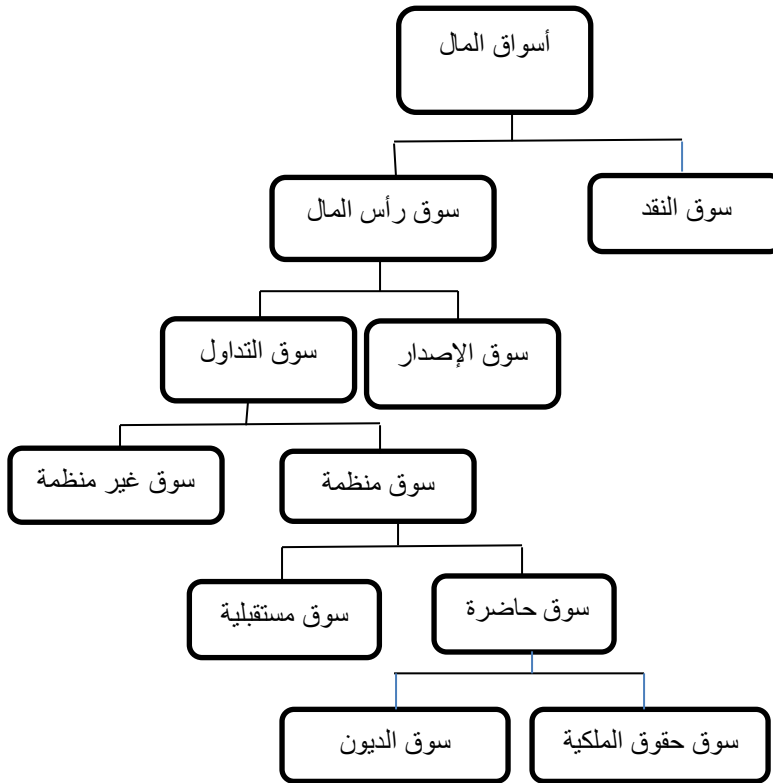 أسواق المال
سوق النقد
سوق رأس المال
سوق الإصدار
سوق التداول
سوق منظمة
سوق غير منظمة
سوق حاضرة
سوق مستقبلية
سوق حقوق الملكية
سوق الديون